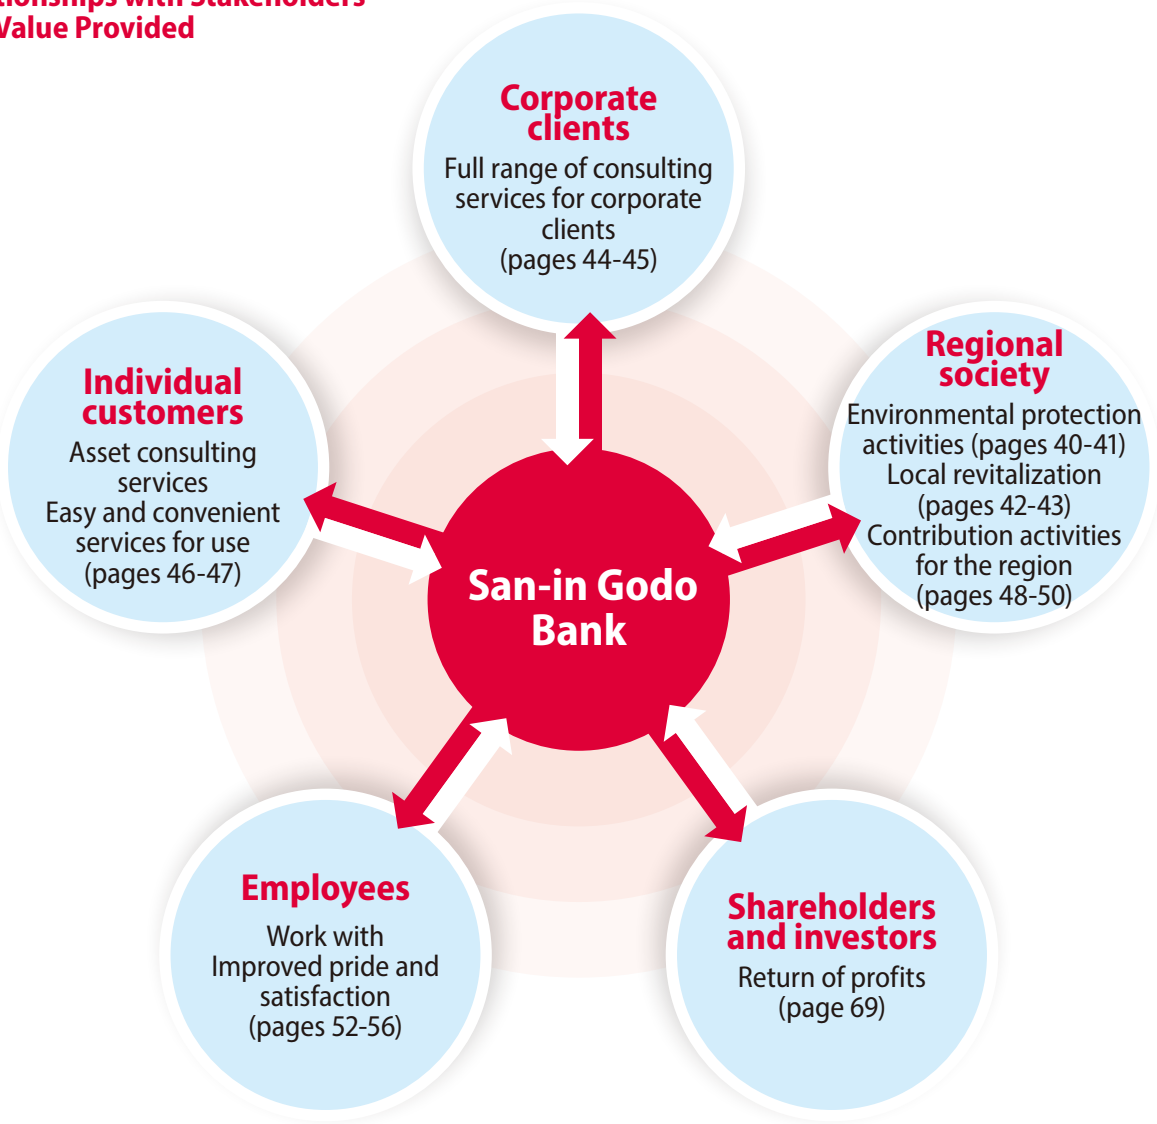 Value Provided
Corporate
clients
Full range of consulting
services for corporate
clients
(pages 44-45)
Individual
customers
Asset consulting
services
Easy and convenient
services for use
(pages 46-47)
Regional
society
Environmental protection
activities (pages 40-41)
Local revitalization
(pages 42-43)
Contribution activities
for the region
(pages 48-50)
San-in Godo
Bank
Employees
Work with
Improved pride and
satisfaction
(pages 52-56)
Shareholders
and investors
Return of profits
(page 69)